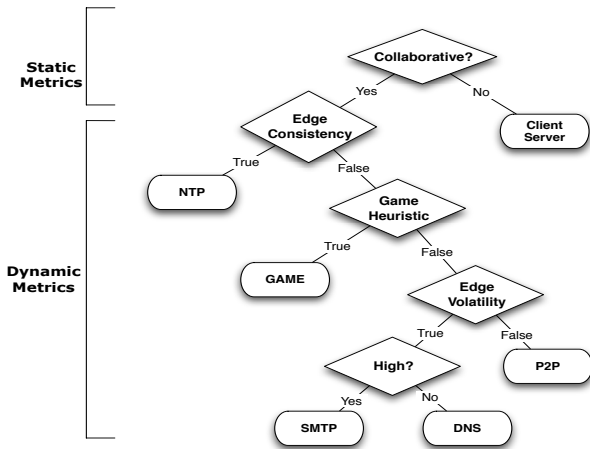 Static
Metrics
Collaborative?
Yes
No
Edge
Consistency
Client
Server
True
False
NTP
Game
Heuristic
True
False
Dynamic
Metrics
GAME
Edge
Volatility
True
False
High?
P2P
Yes
No
SMTP
DNS